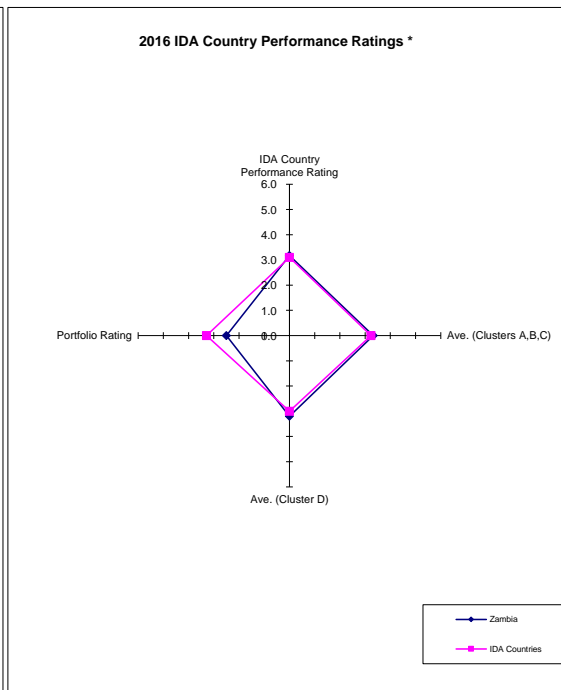 2016 IDA Country Performance Ratings *
IDA Country
Performance Rating
6.0
5.0
4.0
3.0
2.0
1.0
0.0
Portfolio Rating
Ave. (Clusters A,B,C)
Ave. (Cluster D)
Zambia
IDA Countries